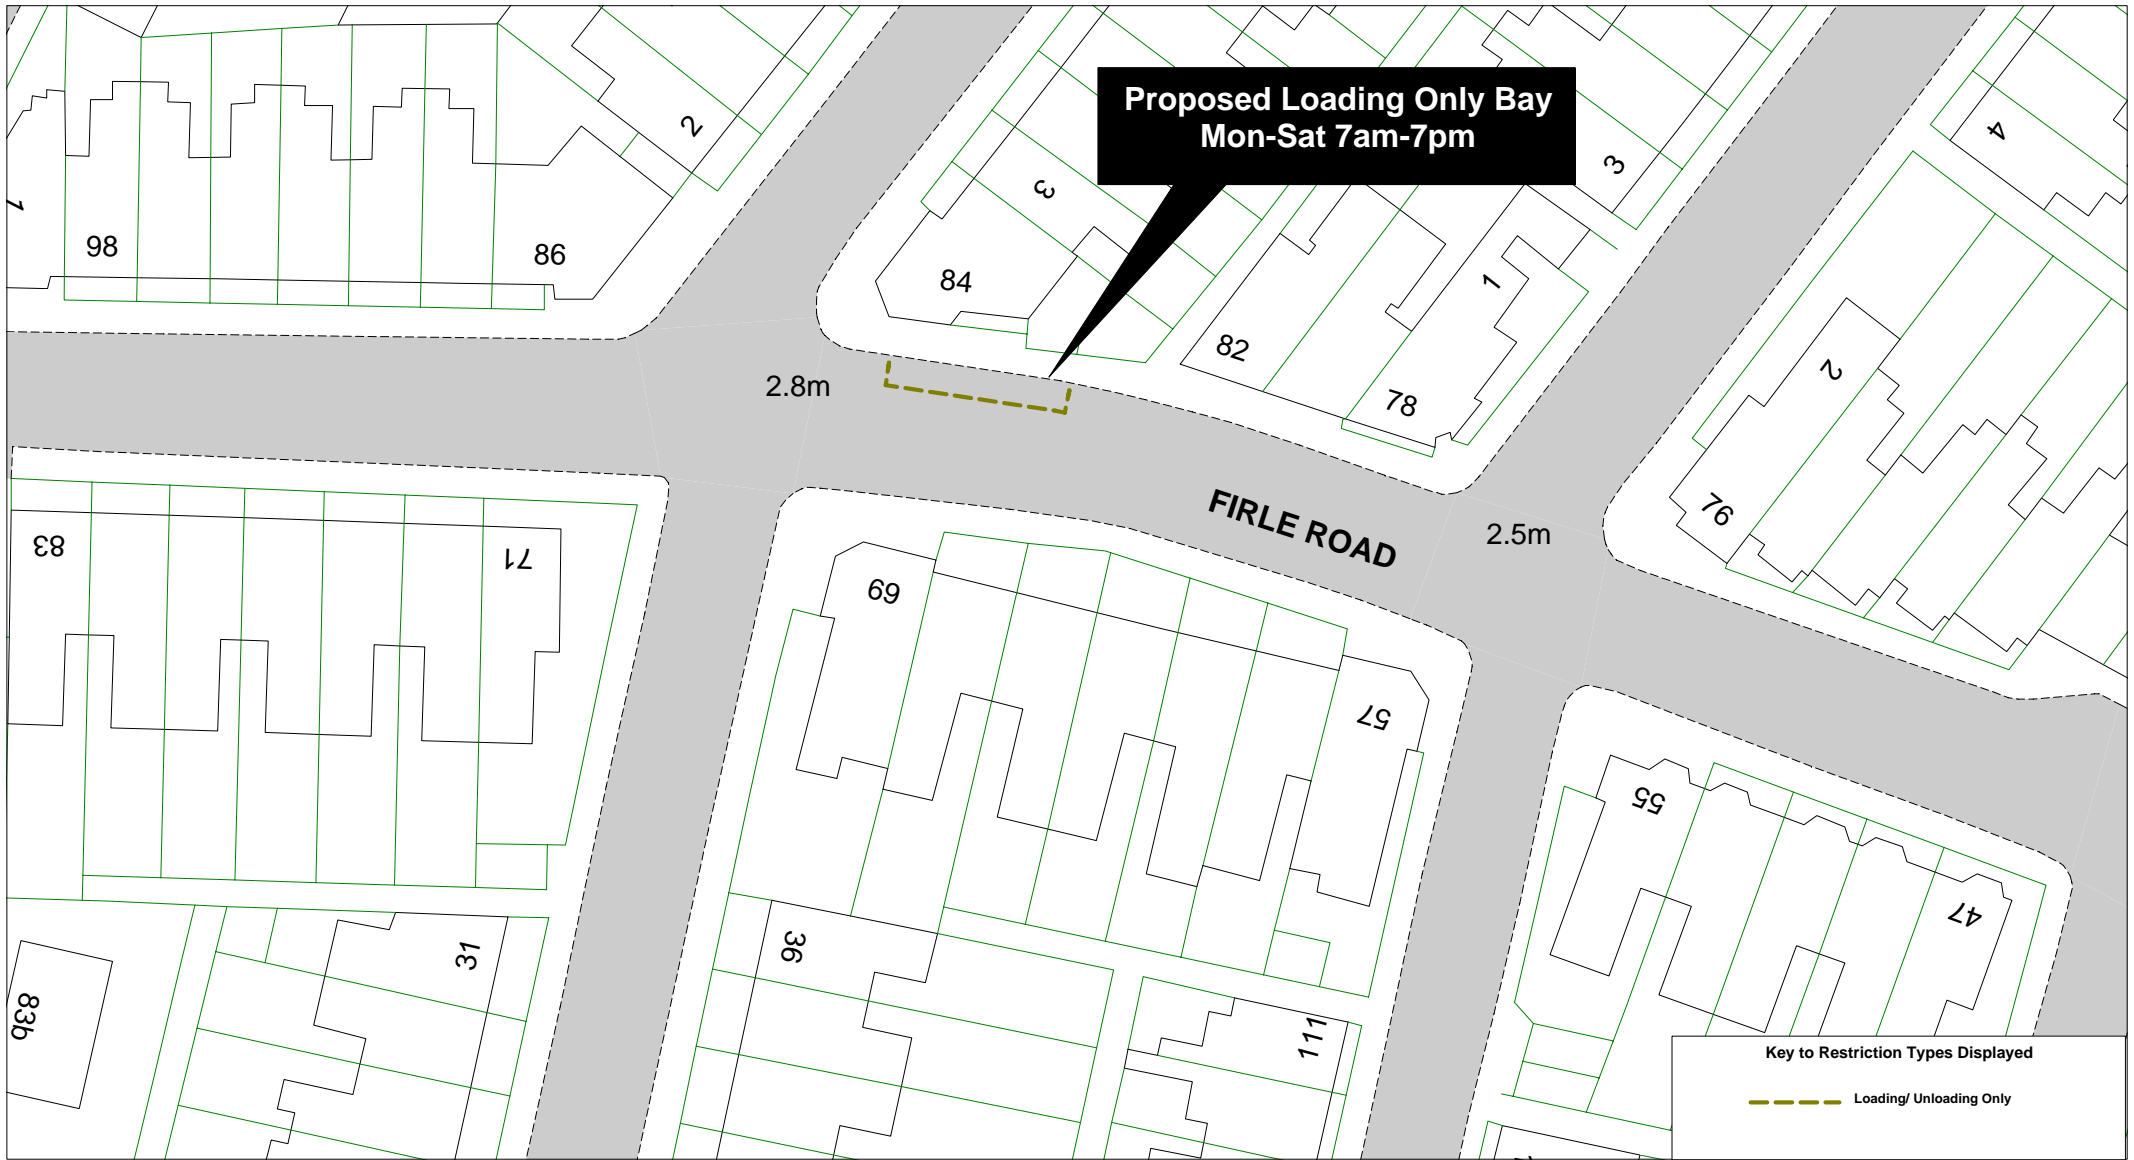 Proposed Loading Only Bay
Mon-Sat 7am-7pm
2
3
3
4
1
98
86
84
1
82
78
2
76
2.8m
2.5m
FIRLE ROAD
83
71
69
57
55
47
31
36
83b
111
Key to Restriction Types Displayed
Loading/ Unloading Only